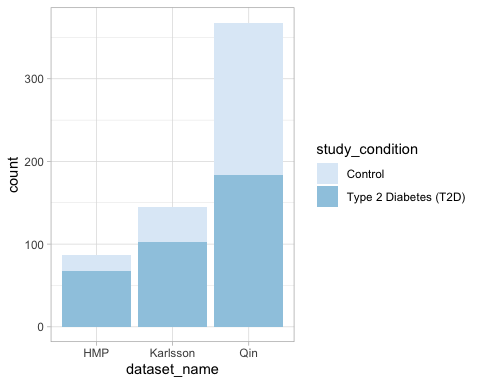 300
200
100
0
count
HMP
Karlsson
Qin
dataset_name
study_condition
Control
Type 2 Diabetes (T2D)